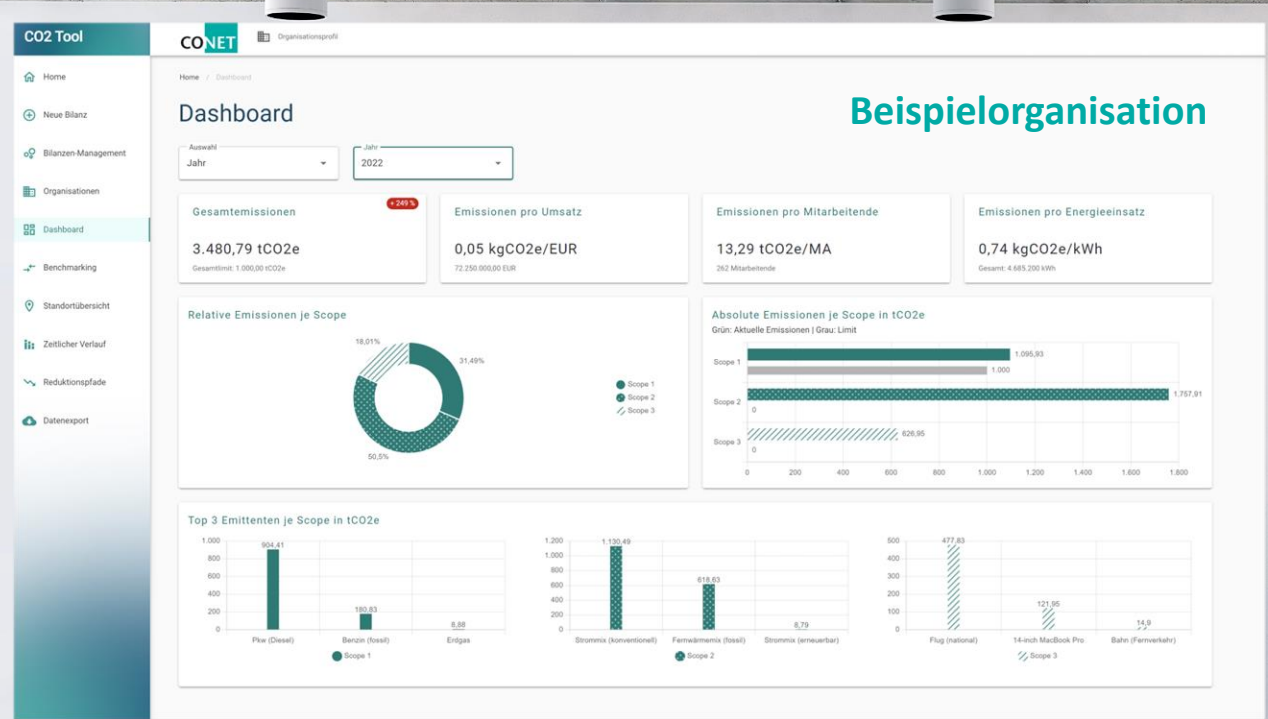 CO2 Tool
CONET
Organisationsprofil
Home
Neue Bilanz
Bilanzen-Management
Organisationen
Dashboard
Benchmarking
Standortübersicht
Zeitlicher Verlauf
Reduktionspfade
Datenexport
Home / Dashboard
Dashboard
Beispielorganisation
Auswahl
Jahr
Jahr
2022
Gesamtemissionen
+ 249 %
3.480,79 tCO2e
Gesamtlimit: 1.000,00 tCO2e
Emissionen pro Umsatz
0,05 kgCO2e/EUR
72.250.000,00 EUR
Emissionen pro Mitarbeitende
13,29 tCO2e/MA
262 Mitarbeitende
Emissionen pro Energieeinsatz
0,74 kgCO2e/kWh
Gesamt: 4.685.200 kWh
Relative Emissionen je Scope
18,01%
31,49%
50,5%
Scope 1
Scope 2
Scope 3
Absolute Emissionen je Scope in tCO2e
Grün: Aktuelle Emissionen | Grau: Limit
Scope 1
1.095,93
1.000
Scope 2
1.757,91
0
Scope 3
626,95
0
0 200 400 600 800 1.000 1.200 1.400 1.600 1.800
Top 3 Emittenten je Scope in tCO2e
1.000
800
600
400
200
0
904,41
180,83
8,88
Pkw (Diesel) Benzin (fossil) Erdgas
Scope 1
1.200
1.000
800
600
400
200
0
1.130,49
618,63
8,79
Strommix (konventionell) Fernwärmemix (fossil) Strommix (erneuerbar)
Scope 2
500
400
300
200
100
0
477,83
121,95
14,9
Flug (national) 14-inch MacBook Pro Bahn (Fernverkehr)
Scope 3